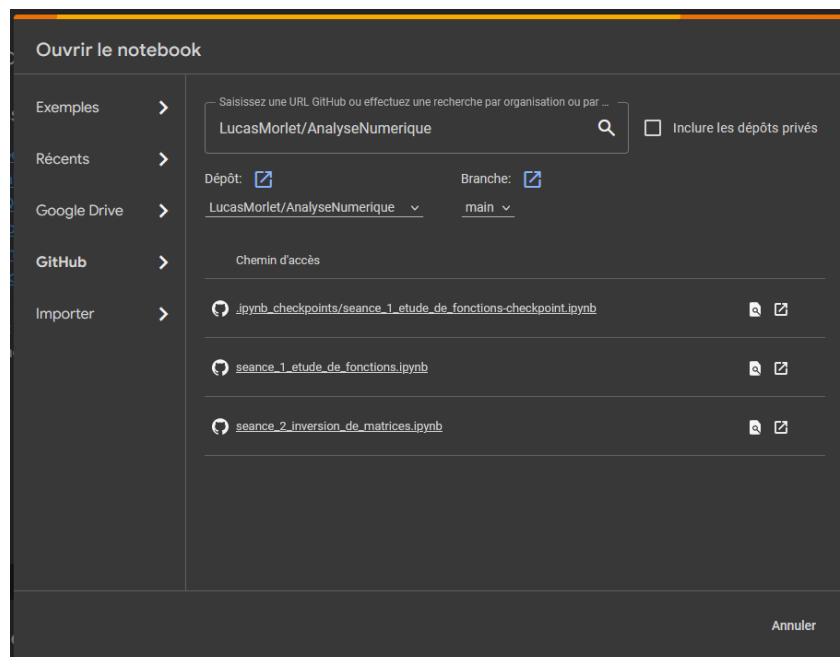 Ouvrir le notebook
Exemples
Récents
Google Drive
GitHub
Importer
Saisissez une URL GitHub ou effectuez une recherche par organisation ou par ...
LucasMorlet/AnalyseNumerique
Inclure les dépôts privés
Dépôt: Branche:
LucasMorlet/AnalyseNumerique main
Chemin d'accès
.ipynb_checkpoints/seance_1_etude_de_fonctions-checkpoint.ipynb
seance_1_etude_de_fonctions.ipynb
seance_2_inversion_de_matrices.ipynb
Annuler